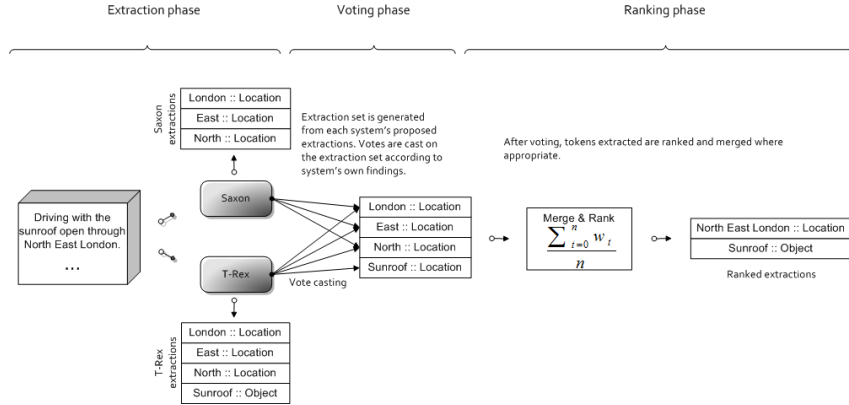 Extraction phase
Voting phase
Ranking phase
Saxon
extractions
London :: Location
East :: Location
North :: Location
Extraction set is generated
from each system's proposed
extractions. Votes are cast on
the extraction set according to
system's own findings.
After voting, tokens extracted are ranked and merged where
appropriate.
Driving with the
sunroof open through
North East London.
...
Saxon
T-Rex
Vote casting
London :: Location
East :: Location
North :: Location
Sunroof :: Location
Merge & Rank
∑ t=0 n w t
n
North East London :: Location
Sunroof :: Object
Ranked extractions
T-Rex
extractions
London :: Location
East :: Location
North :: Location
Sunroof :: Object